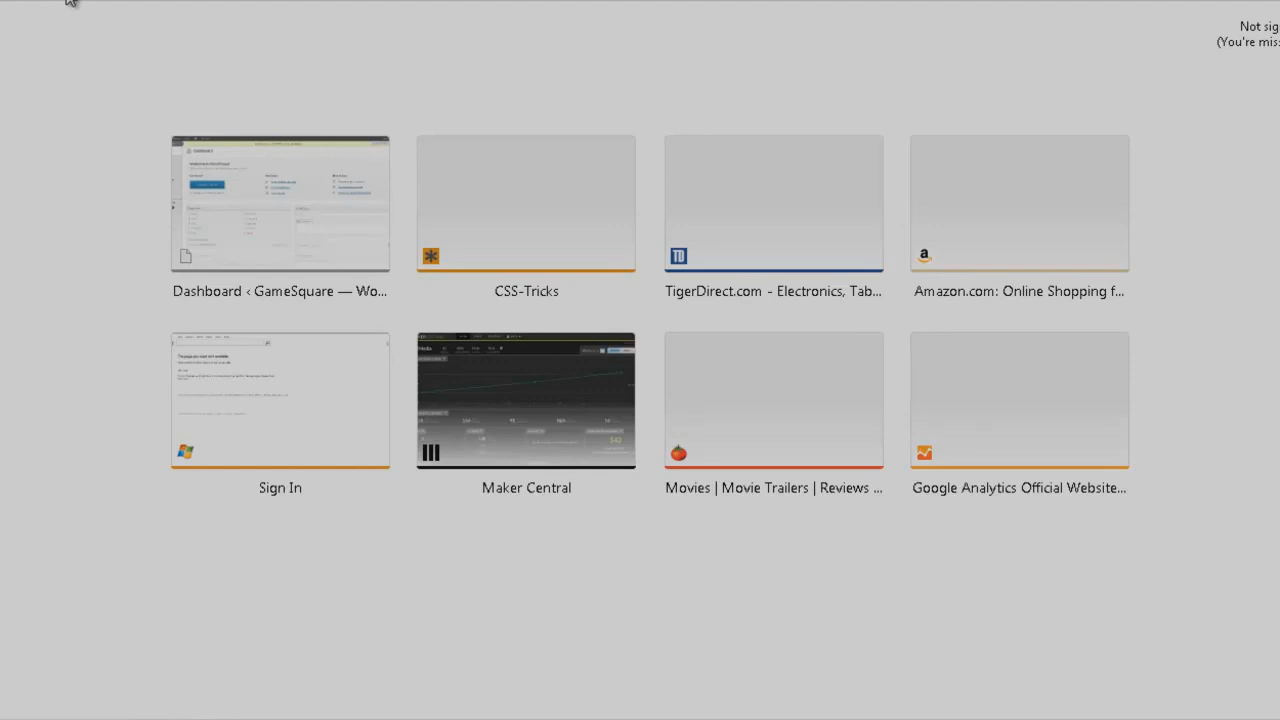 Not sig
(You're miss
Dashboard ‹ GameSquare — Wo...
CSS-Tricks
TigerDirect.com - Electronics, Tab...
Amazon.com: Online Shopping f...
Sign In
Maker Central
Movies | Movie Trailers | Reviews ...
Google Analytics Official Website...